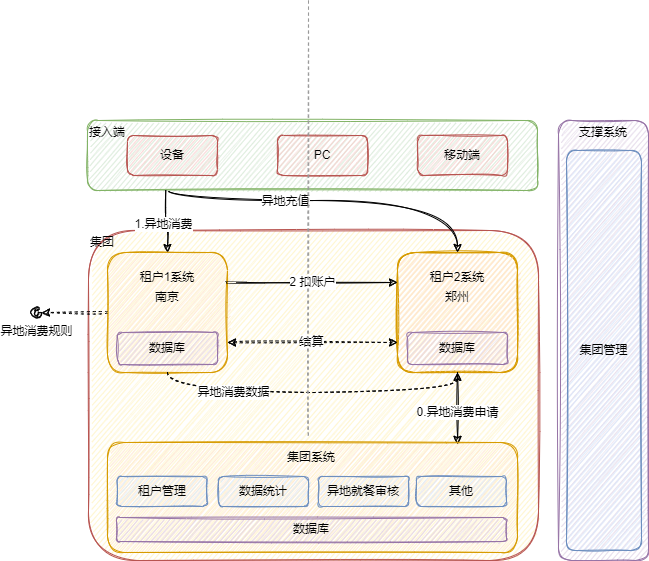 接入端
支撑系统
设备
PC
移动端
异地充值
1.异地消费
集团
租户1系统
南京
租户2系统
郑州
2 扣账户
异地消费规则
数据库
结算
数据库
集团管理
异地消费数据
0.异地消费申请
集团系统
租户管理
数据统计
异地就餐审核
其他
数据库